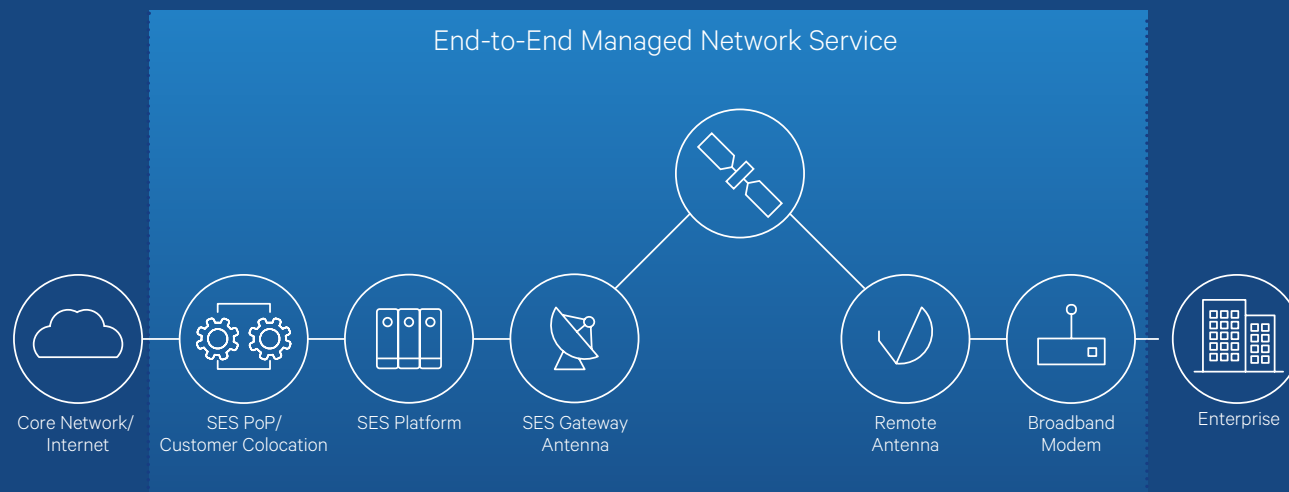 End-to-End Managed Network Service
Core Network/
Internet
SES PoP/
Customer Colocation
SES Platform
SES Gateway
Antenna
Remote
Antenna
Broadband
Modem
Enterprise